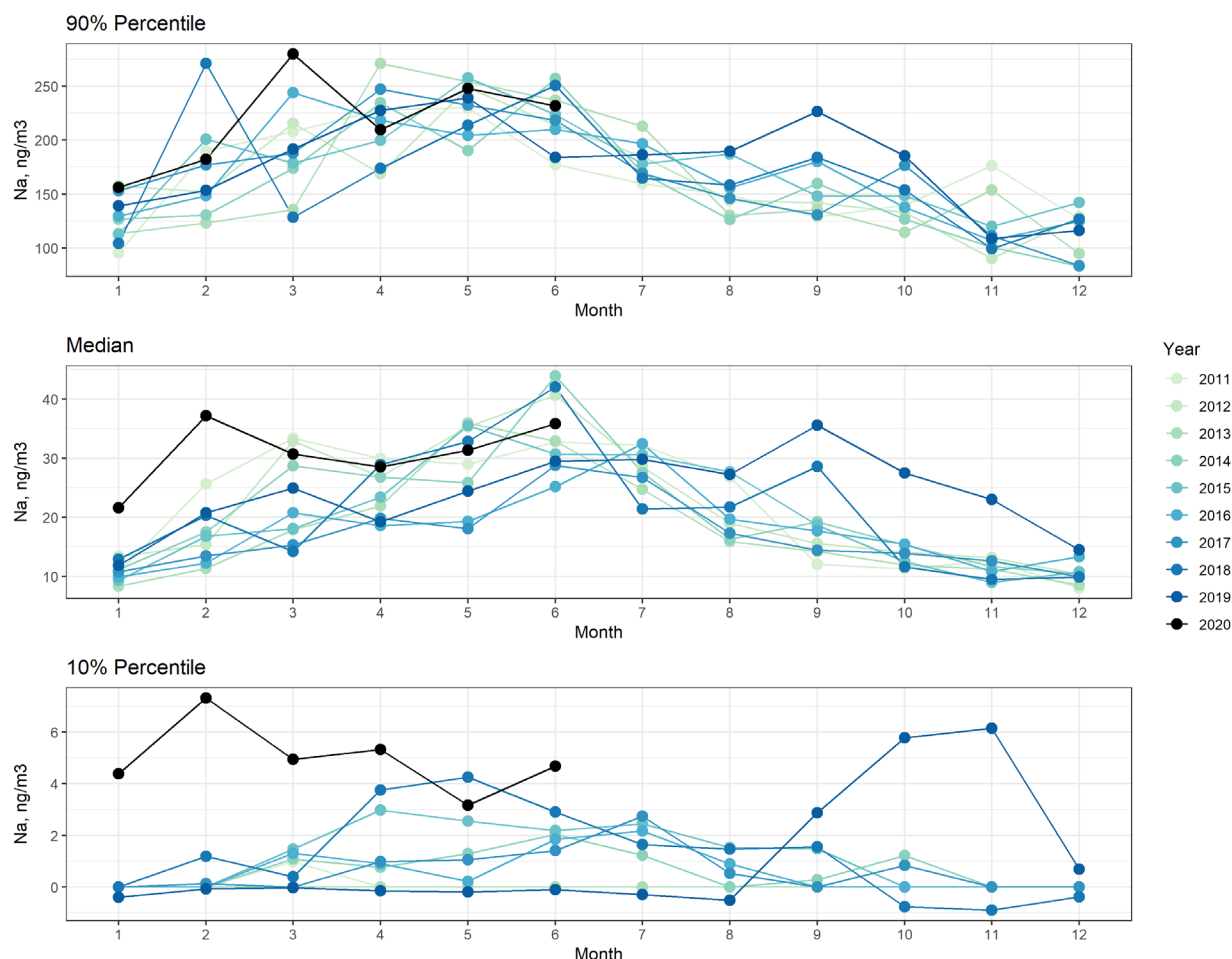 90% Percentile
250
200
150
100
Na, ng/m3
1 2 3 4 5 6 7 8 9 10 11 12
Month
Median
40
30
20
10
Na, ng/m3
1 2 3 4 5 6 7 8 9 10 11 12
Month
Year
2011
2012
2013
2014
2015
2016
2017
2018
2019
2020
10% Percentile
6
4
2
0
Na, ng/m3
1 2 3 4 5 6 7 8 9 10 11 12
Month